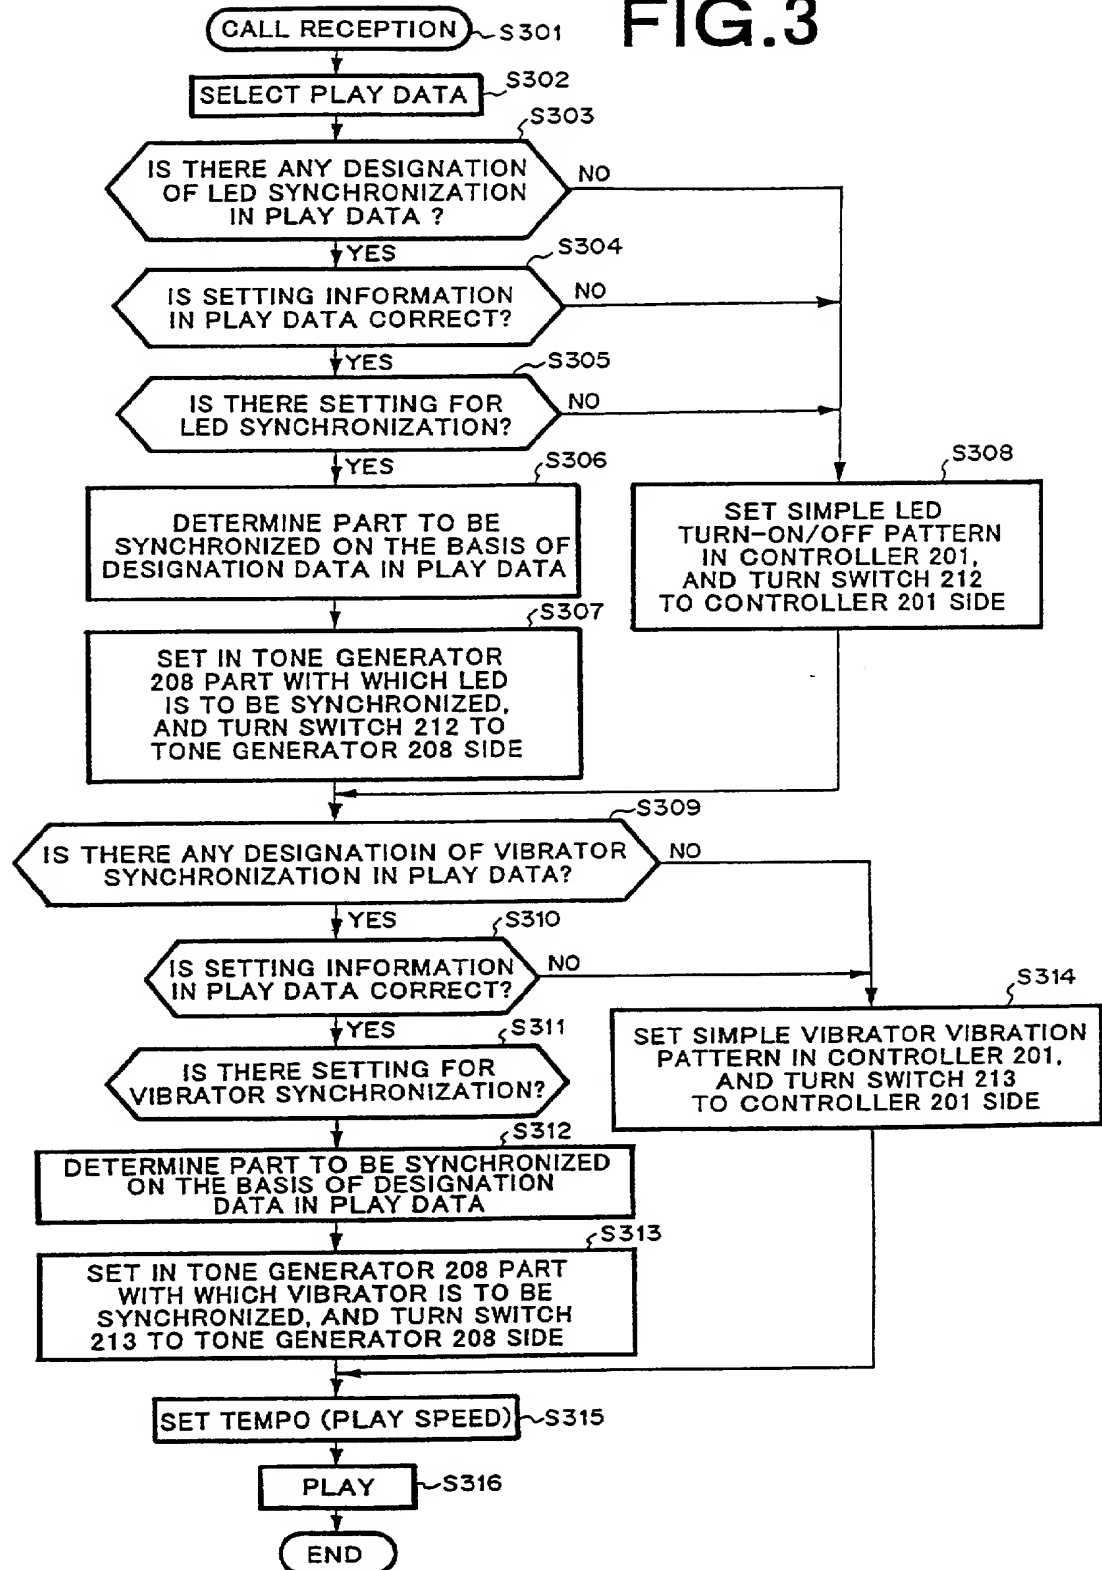 FIG.3
CALL RECEPTION
S301
S302
SELECT PLAY DATA
S303
IS THERE ANY DESIGNATION
OF LED SYNCHRONIZATION
IN PLAY DATA ?
NO
YES
S304
IS SETTING INFORMATION
IN PLAY DATA CORRECT?
NO
YES
S305
IS THERE SETTING FOR
LED SYNCHRONIZATION?
NO
YES
S306
DETERMINE PART TO BE
SYNCHRONIZED ON THE BASIS OF
DESIGNATION DATA IN PLAY DATA
S308
SET SIMPLE LED
TURN-ON/OFF PATTERN
IN CONTROLLER 201,
AND TURN SWITCH 212
TO CONTROLLER 201 SIDE
S307
SET IN TONE GENERATOR
208 PART WITH WHICH LED
IS TO BE SYNCHRONIZED,
AND TURN SWITCH 212 TO
TONE GENERATOR 208 SIDE
S309
IS THERE ANY DESIGNATIOIN OF VIBRATOR
SYNCHRONIZATION IN PLAY DATA?
NO
YES
S310
IS SETTING INFORMATION
IN PLAY DATA CORRECT?
NO
YES
S311
IS THERE SETTING FOR
VIBRATOR SYNCHRONIZATION?
S314
SET SIMPLE VIBRATOR VIBRATION
PATTERN IN CONTROLLER 201,
AND TURN SWITCH 213
TO CONTROLLER 201 SIDE
S312
DETERMINE PART TO BE SYNCHRONIZED
ON THE BASIS OF DESIGNATION
DATA IN PLAY DATA
S313
SET IN TONE GENERATOR 208 PART
WITH WHICH VIBRATOR IS TO BE
SYNCHRONIZED, AND TURN SWITCH
213 TO TONE GENERATOR 208 SIDE
SET TEMPO (PLAY SPEED)
S315
PLAY
S316
END